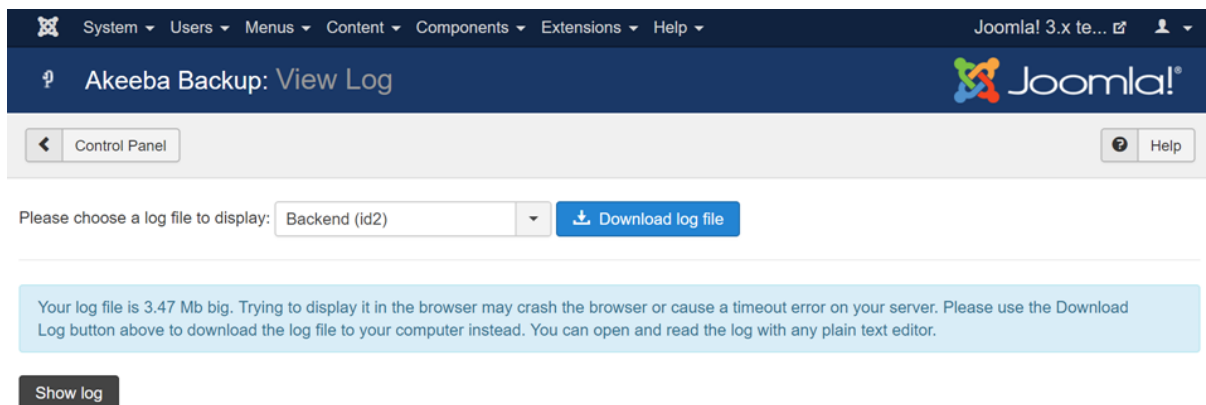 System Users Menus Content Components Extensions Help Joomla! 3.x te...
Akeeba Backup: View Log Joomla!®
Control Panel Help
Please choose a log file to display: Backend (id2) Download log file
Your log file is 3.47 Mb big. Trying to display it in the browser may crash the browser or cause a timeout error on your server. Please use the Download
Log button above to download the log file to your computer instead. You can open and read the log with any plain text editor.
Show log